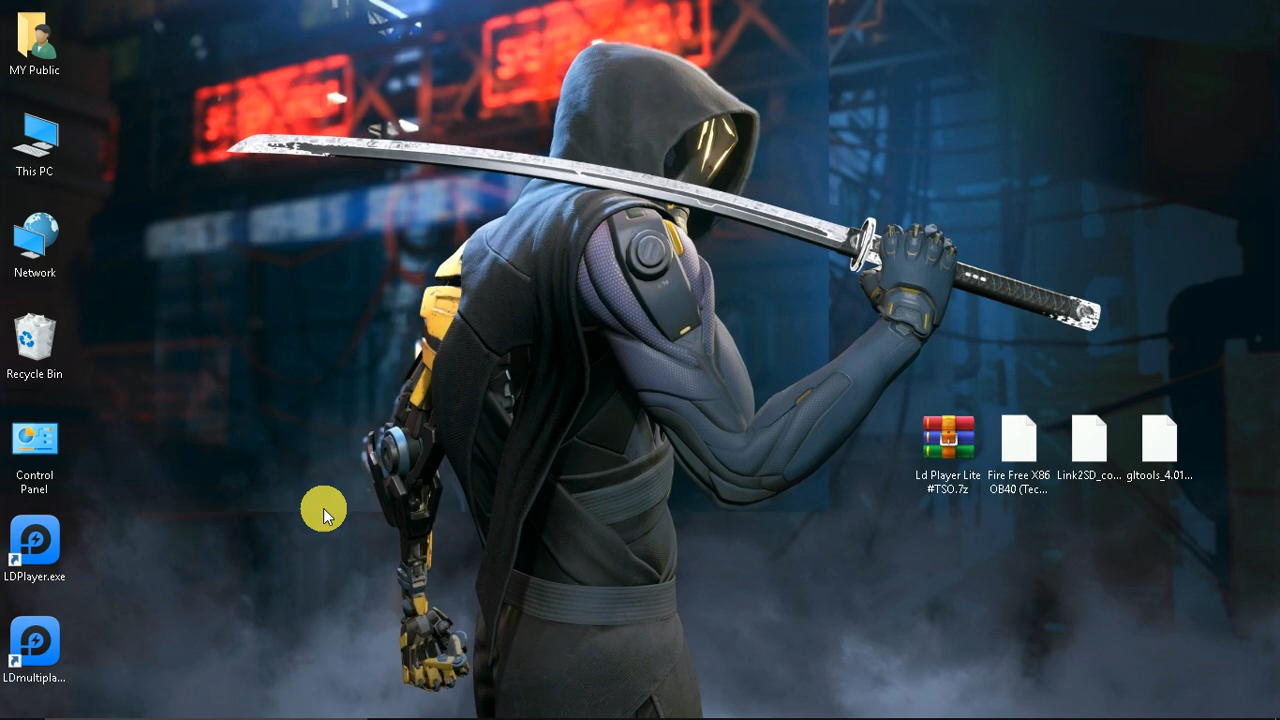 MY Public
This PC
Network
Recycle Bin
Control
Panel
LDPlayer.exe
LDmultipla...
Ld Player Lite
#TSO.7z
Fire Free X86
OB40 (Tec...
Link2SD_co...
gltools_4.01...